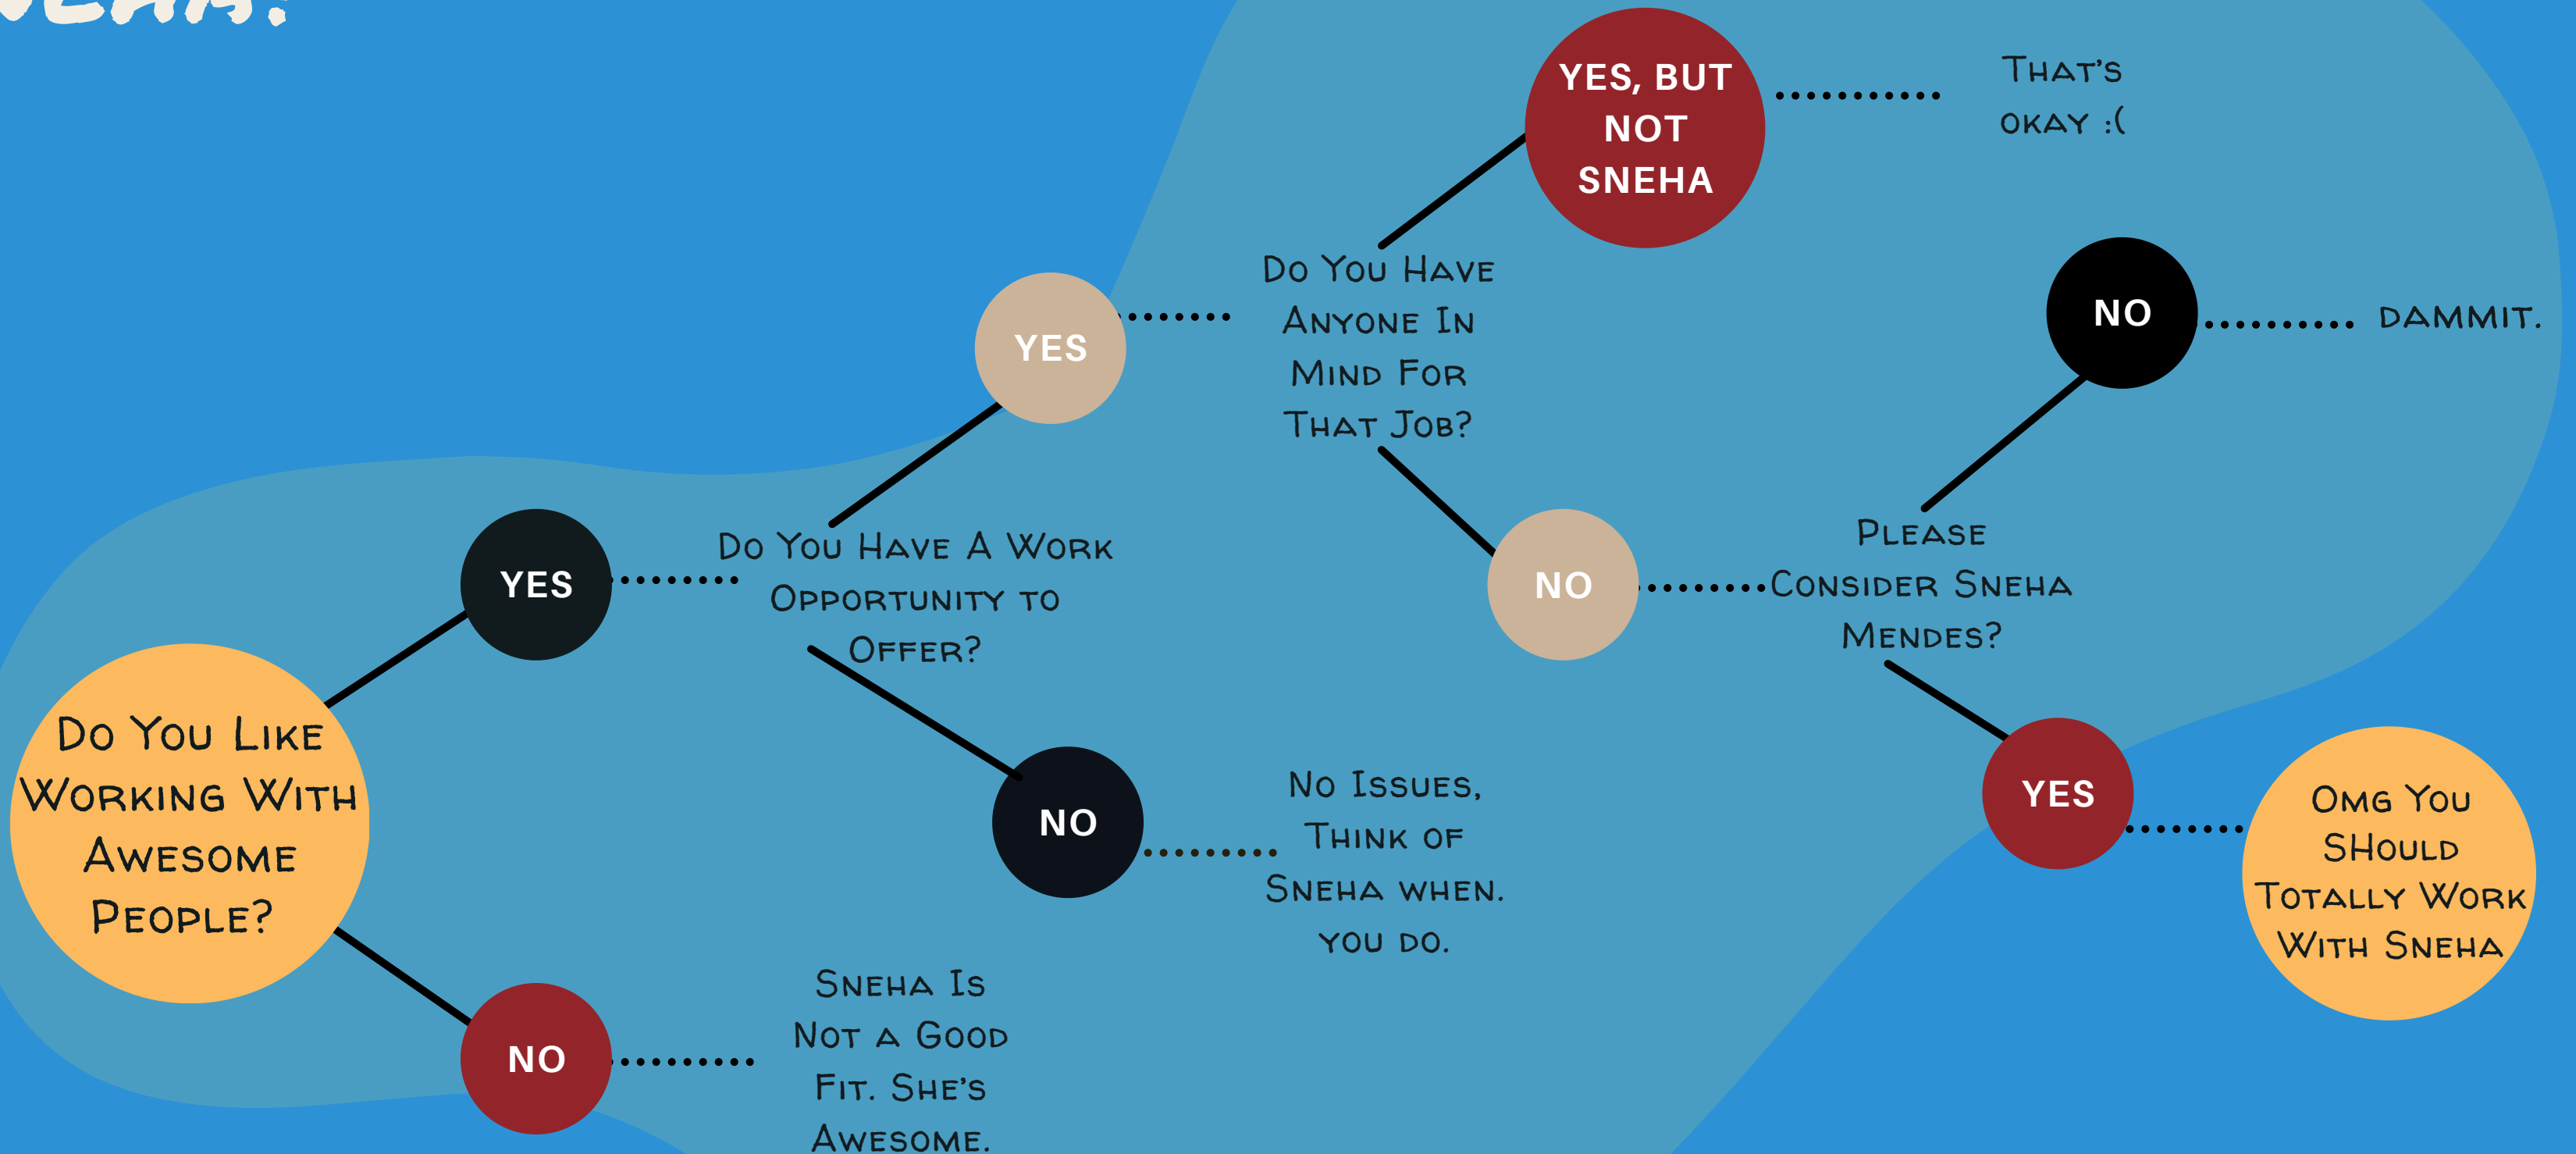 YES, BUT
NOT
SNEHA
That's
okay :(
Do You Have
Anyone In
Mind For
That Job?
YES
NO
dammit.
YES
Do You Have A Work
Opportunity to
Offer?
NO
Please
Consider Sneha
Mendes?
Do You Like
Working With
Awesome
People?
NO
No Issues,
Think of
Sneha when.
you do.
YES
Omg You
SHould
Totally Work
With Sneha
NO
Sneha Is
Not a Good
Fit. She's
Awesome.